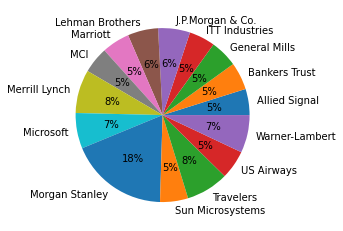 J.P.Morgan & Co.
Lehman Brothers
ITT Industries
Marriott
General Mills
MCI
Bankers Trust
Merrill Lynch
Allied Signal
Microsoft
Warner-Lambert
US Airways
Morgan Stanley
Travelers
Sun Microsystems
6%
6%
5%
5%
5%
5%
5%
8%
5%
7%
7%
5%
18%
8%
5%